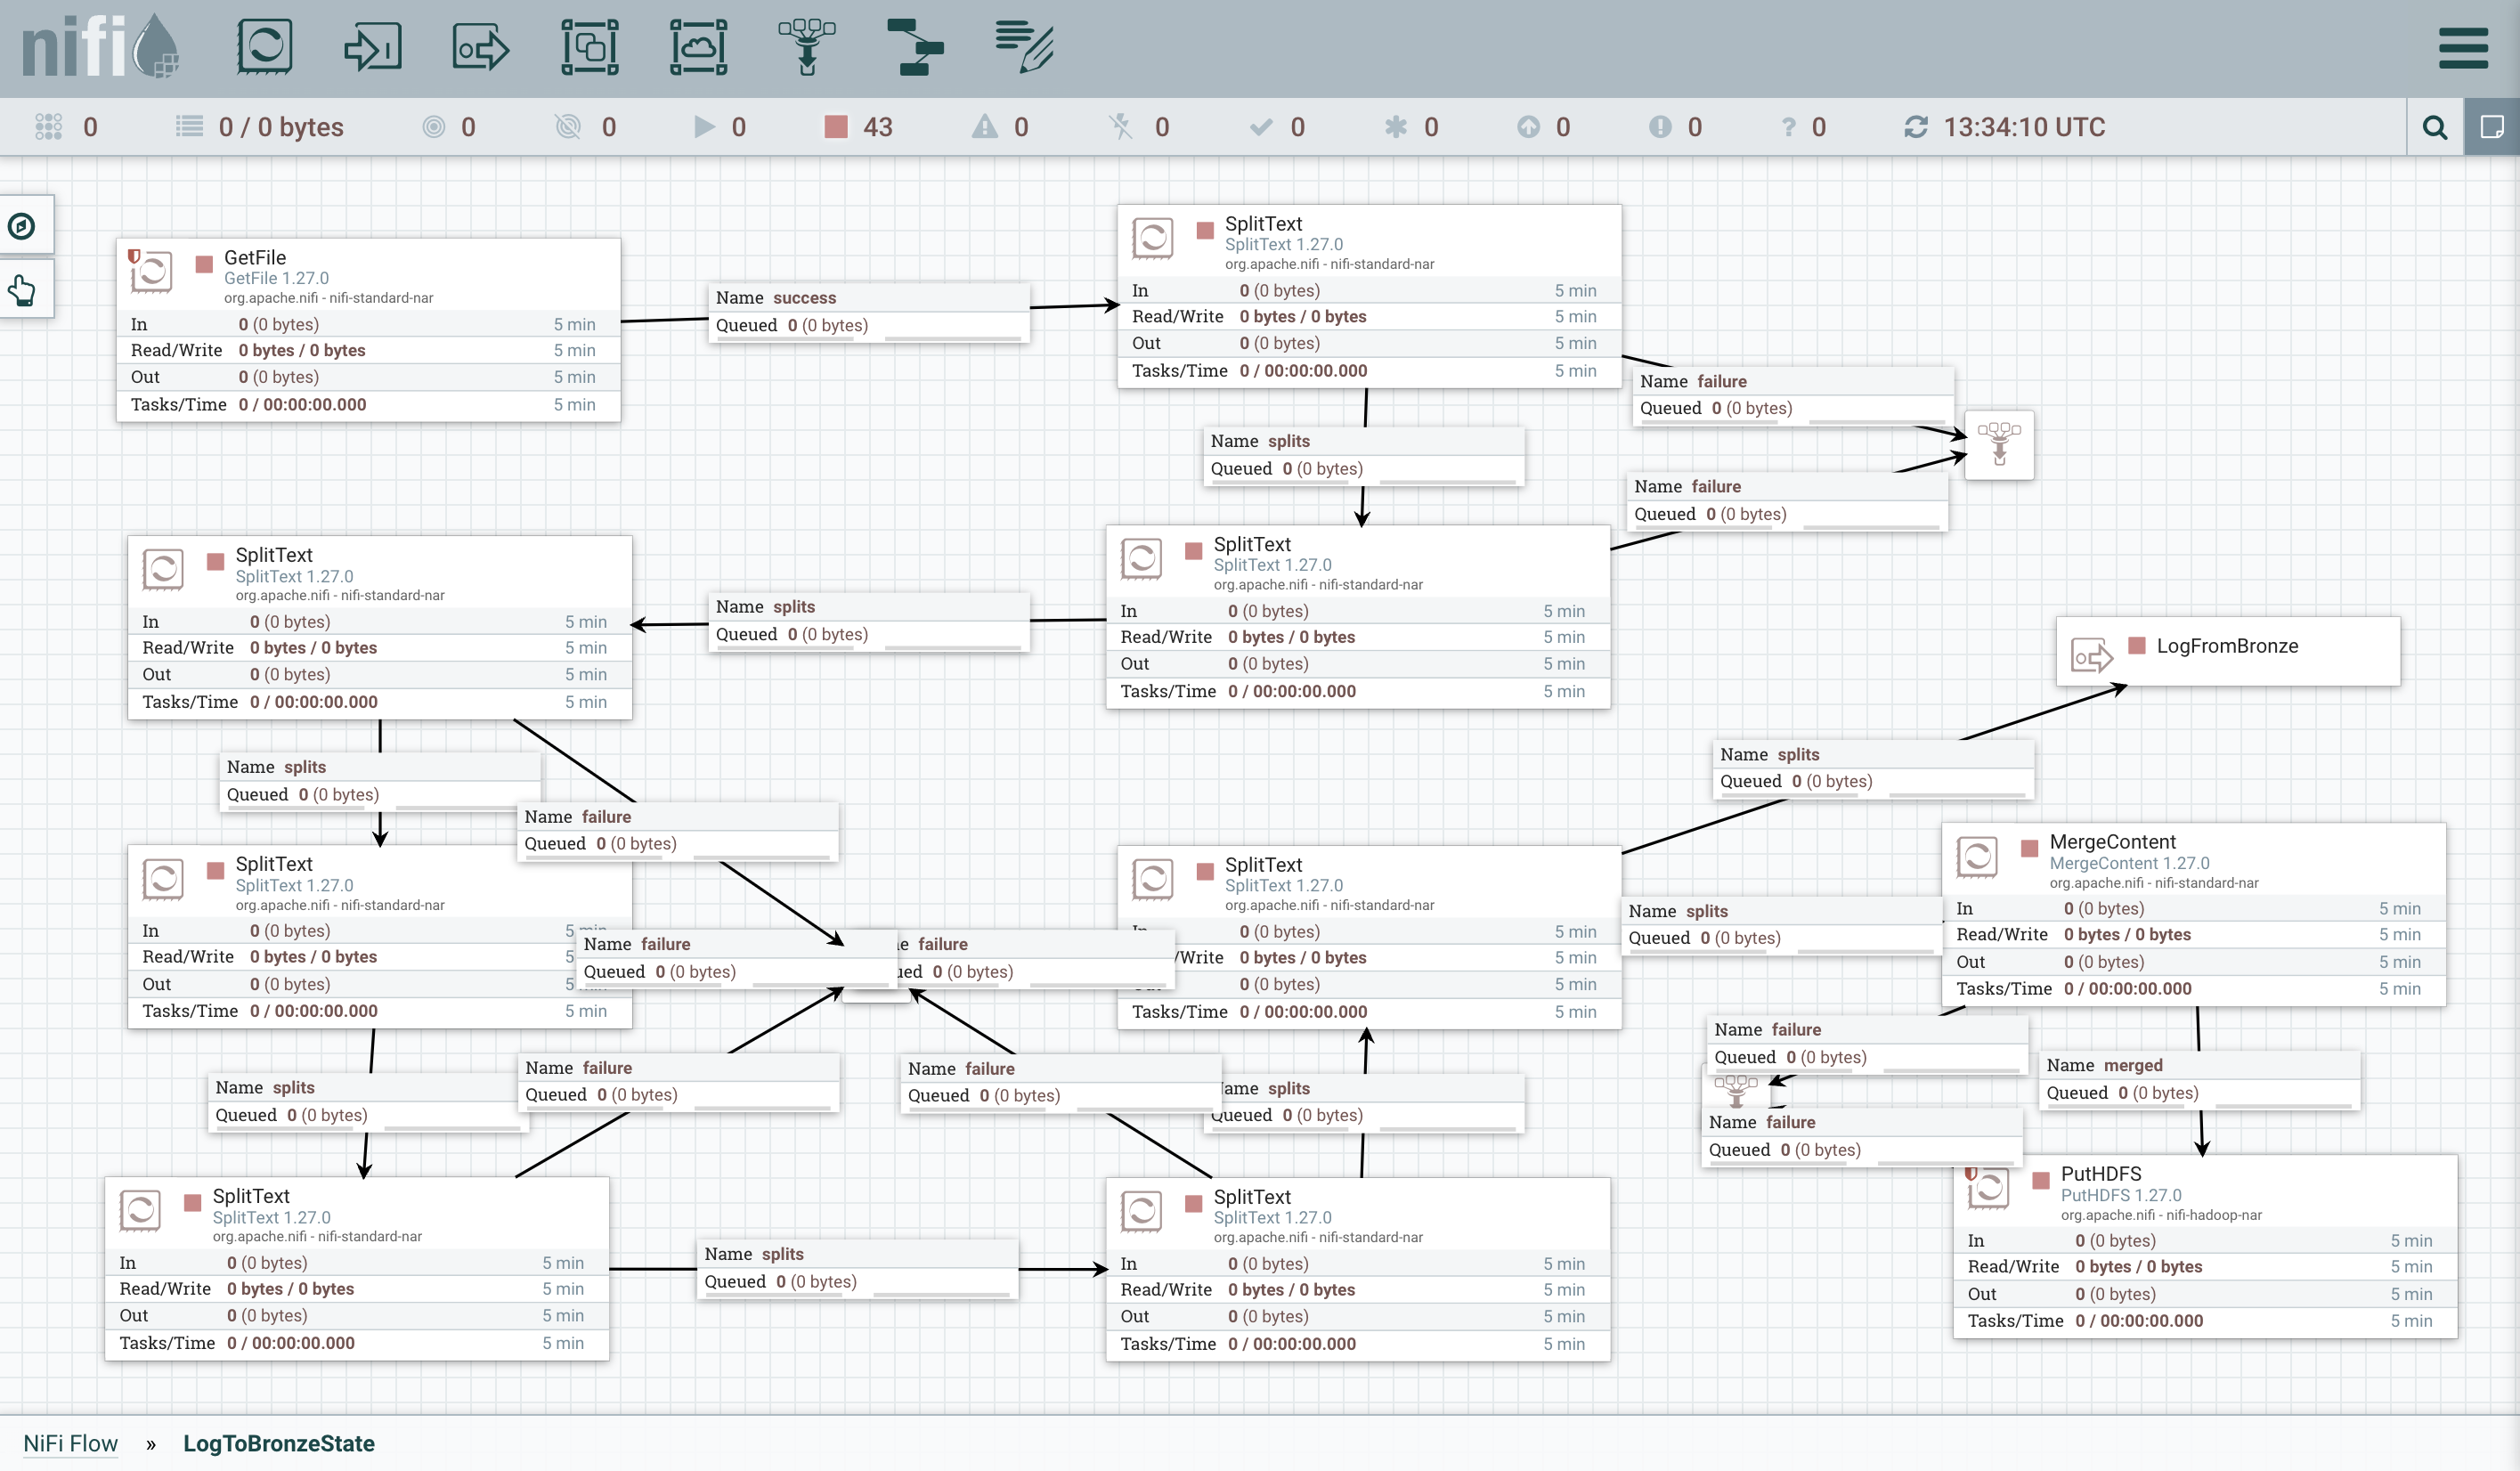 nifi
0
0 / 0 bytes
0
0
0
43
0
0
0
0
0
0
0
13:34:10 UTC
GetFile
GetFile 1.27.0
org.apache.nifi - nifi-standard-nar
In 0 (0 bytes) 5 min
Read/Write 0 bytes / 0 bytes 5 min
Out 0 (0 bytes) 5 min
Tasks/Time 0 / 00:00:00.000 5 min
Name success
Queued 0 (0 bytes)
SplitText
SplitText 1.27.0
org.apache.nifi - nifi-standard-nar
In 0 (0 bytes) 5 min
Read/Write 0 bytes / 0 bytes 5 min
Out 0 (0 bytes) 5 min
Tasks/Time 0 / 00:00:00.000 5 min
Name failure
Queued 0 (0 bytes)
Name splits
Queued 0 (0 bytes)
Name failure
Queued 0 (0 bytes)
SplitText
SplitText 1.27.0
org.apache.nifi - nifi-standard-nar
In 0 (0 bytes) 5 min
Read/Write 0 bytes / 0 bytes 5 min
Out 0 (0 bytes) 5 min
Tasks/Time 0 / 00:00:00.000 5 min
Name splits
Queued 0 (0 bytes)
SplitText
SplitText 1.27.0
org.apache.nifi - nifi-standard-nar
In 0 (0 bytes) 5 min
Read/Write 0 bytes / 0 bytes 5 min
Out 0 (0 bytes) 5 min
Tasks/Time 0 / 00:00:00.000 5 min
LogFromBronze
Name splits
Queued 0 (0 bytes)
Name splits
Queued 0 (0 bytes)
Name failure
Queued 0 (0 bytes)
SplitText
SplitText 1.27.0
org.apache.nifi - nifi-standard-nar
In 0 (0 bytes) 5
Read/Write 0 bytes / 0 bytes 5
Out 0 (0 bytes) 5
Tasks/Time 0 / 00:00:00.000 5 min
Name failure
Queued 0 (0 bytes)
failure
0 (0 bytes)
SplitText
SplitText 1.27.0
org.apache.nifi - nifi-standard-nar
0 (0 bytes) 5 min
/Write 0 bytes / 0 bytes 5 min
0 (0 bytes) 5 min
Tasks/Time 0 / 00:00:00.000 5 min
Name splits
Queued 0 (0 bytes)
MergeContent
MergeContent 1.27.0
org.apache.nifi - nifi-standard-nar
In 0 (0 bytes) 5 min
Read/Write 0 bytes / 0 bytes 5 min
Out 0 (0 bytes) 5 min
Tasks/Time 0 / 00:00:00.000 5 min
Name splits
Queued 0 (0 bytes)
Name failure
Queued 0 (0 bytes)
Name failure
Queued 0 (0 bytes)
Name splits
Queued 0 (0 bytes)
Name failure
Queued 0 (0 bytes)
Name merged
Queued 0 (0 bytes)
Name failure
Queued 0 (0 bytes)
SplitText
SplitText 1.27.0
org.apache.nifi - nifi-standard-nar
In 0 (0 bytes) 5 min
Read/Write 0 bytes / 0 bytes 5 min
Out 0 (0 bytes) 5 min
Tasks/Time 0 / 00:00:00.000 5 min
Name splits
Queued 0 (0 bytes)
SplitText
SplitText 1.27.0
org.apache.nifi - nifi-standard-nar
In 0 (0 bytes) 5 min
Read/Write 0 bytes / 0 bytes 5 min
Out 0 (0 bytes) 5 min
Tasks/Time 0 / 00:00:00.000 5 min
PutHDFS
PutHDFS 1.27.0
org.apache.nifi - nifi-hadoop-nar
In 0 (0 bytes) 5 min
Read/Write 0 bytes / 0 bytes 5 min
Out 0 (0 bytes) 5 min
Tasks/Time 0 / 00:00:00.000 5 min
NiFi Flow » LogToBronzeState